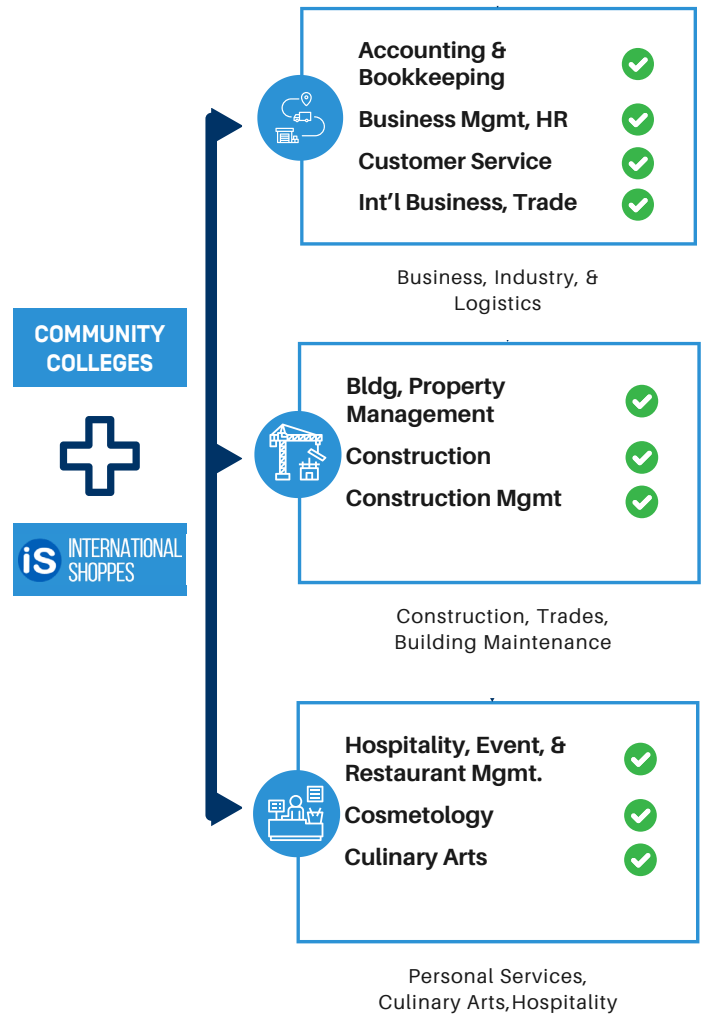 COMMUNITY
COLLEGES
iS INTERNATIONAL
SHOPPES
Accounting &
Bookkeeping
Business Mgmt, HR
Customer Service
Int'l Business, Trade
Business, Industry, &
Logistics
Bldg, Property
Management
Construction
Construction Mgmt
Construction, Trades,
Building Maintenance
Hospitality, Event, &
Restaurant Mgmt.
Cosmetology
Culinary Arts
Personal Services,
Culinary Arts,Hospitality